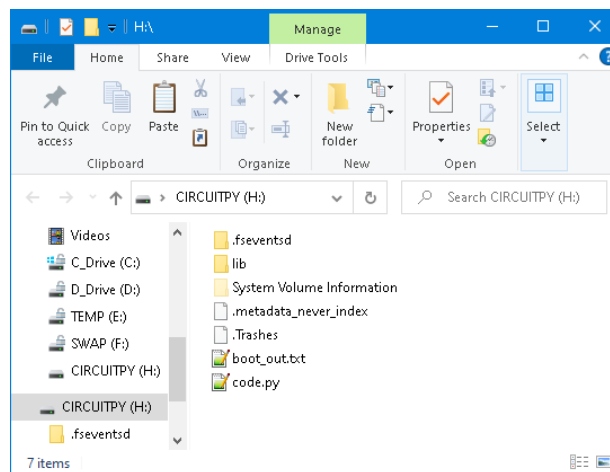 H:\
Manage
File
Home
Share
View
Drive Tools
Pin to Quick access
Copy
Paste
New folder
Properties
Select
Clipboard
Organize
New
Open
CIRCUITPY (H:)
Search CIRCUITPY (H:)
Videos
C_Drive (C:)
D_Drive (D:)
TEMP (E:)
SWAP (F:)
CIRCUITPY (H:)
CIRCUITPY (H:)
.fseventsd
.fseventsd
lib
System Volume Information
.metadata_never_index
.Trashes
boot_out.txt
code.py
7 items